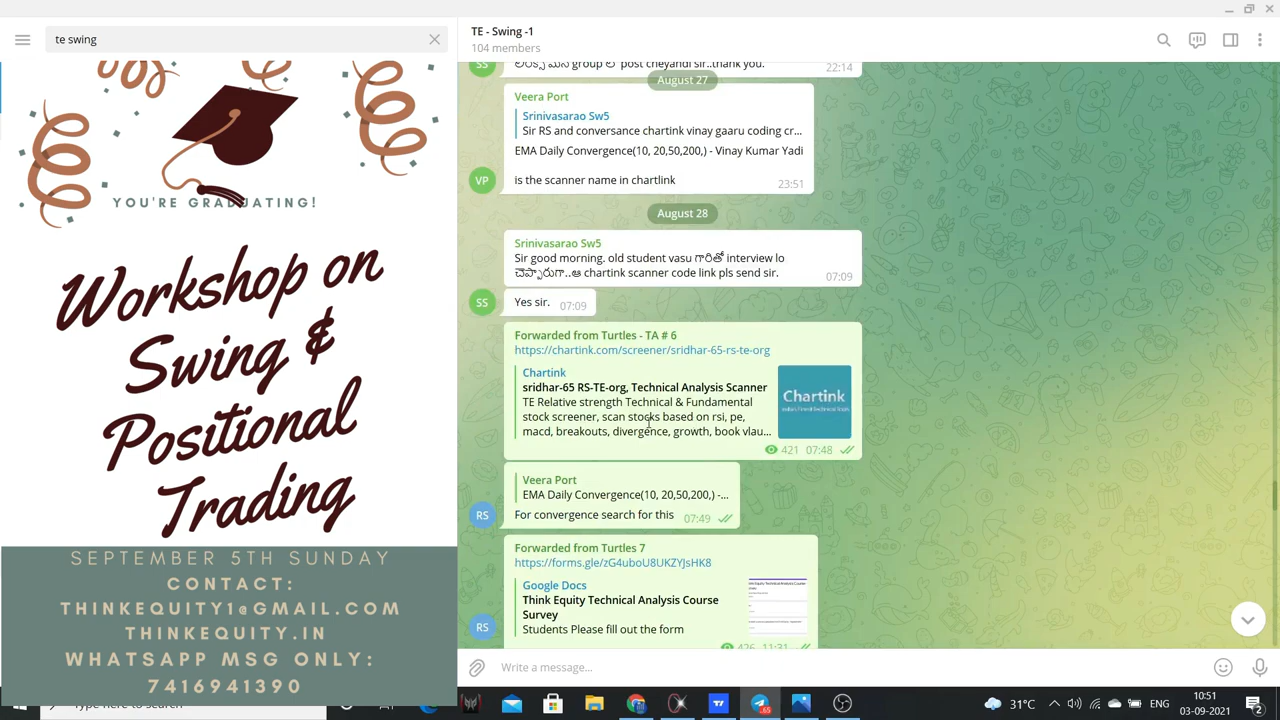 te swing
YOU'RE GRADUATING!
Workshop on
Swing &
Positional
Trading
SEPTEMBER 5TH SUNDAY
CONTACT:
THINKEQUITY1@GMAIL.COM
THINKEQUITY.IN
WHATSAPP MSG ONLY:
7416941390
TE - Swing -1
104 members
group లో post cheyandi sir..thank you.
22:14
SS
August 27
Veera Port
Srinivasarao Sw5
Sir RS and conversance chartink vinay gaaru coding cr...
EMA Daily Convergence(10, 20,50,200,) - Vinay Kumar Yadi
is the scanner name in chartlink
23:51
VP
August 28
Srinivasarao Sw5
Sir good morning. old student vasu గారితో interview lo
చెప్పారుగా..ఆ chartink scanner code link pls send sir.
07:09
Yes sir. 07:09
SS
Forwarded from Turtles - TA # 6
https://chartink.com/screener/sridhar-65-rs-te-org
Chartink
sridhar-65 RS-TE-org, Technical Analysis Scanner
TE Relative strength Technical & Fundamental
stock screener, scan stocks based on rsi, pe,
macd, breakouts, divergence, growth, book vlau...
Chartink
421 07:48
Veera Port
EMA Daily Convergence(10, 20,50,200,) -...
For convergence search for this 07:49
RS
Forwarded from Turtles 7
https://forms.gle/zG4uboU8UKZYJsHK8
Google Docs
Think Equity Technical Analysis Course
Survey
Students Please fill out the form
426 11:31
RS
Write a message...
Type here to search
31°C
ENG
10:51
03-09-2021
2